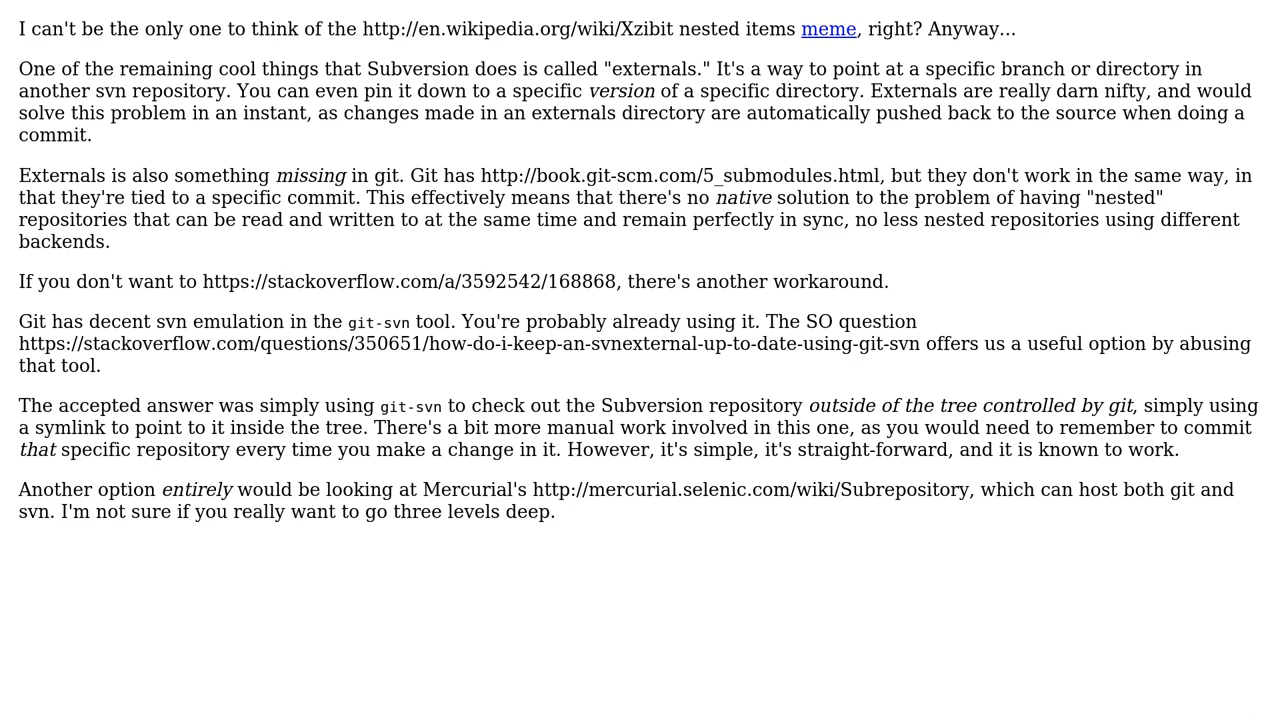 I can't be the only one to think of the http://en.wikipedia.org/wiki/Xzibit nested items meme, right? Anyway...
One of the remaining cool things that Subversion does is called "externals." It's a way to point at a specific branch or directory in
another svn repository. You can even pin it down to a specific version of a specific directory. Externals are really darn nifty, and would
solve this problem in an instant, as changes made in an externals directory are automatically pushed back to the source when doing a
commit.
Externals is also something missing in git. Git has http://book.git-scm.com/5_submodules.html, but they don't work in the same way, in
that they're tied to a specific commit. This effectively means that there's no native solution to the problem of having "nested"
repositories that can be read and written to at the same time and remain perfectly in sync, no less nested repositories using different
backends.
If you don't want to https://stackoverflow.com/a/3592542/168868, there's another workaround.
Git has decent svn emulation in the git-svn tool. You're probably already using it. The SO question
https://stackoverflow.com/questions/350651/how-do-i-keep-an-svnexternal-up-to-date-using-git-svn offers us a useful option by abusing
that tool.
The accepted answer was simply using git-svn to check out the Subversion repository outside of the tree controlled by git, simply using
a symlink to point to it inside the tree. There's a bit more manual work involved in this one, as you would need to remember to commit
that specific repository every time you make a change in it. However, it's simple, it's straight-forward, and it is known to work.
Another option entirely would be looking at Mercurial's http://mercurial.selenic.com/wiki/Subrepository, which can host both git and
svn. I'm not sure if you really want to go three levels deep.